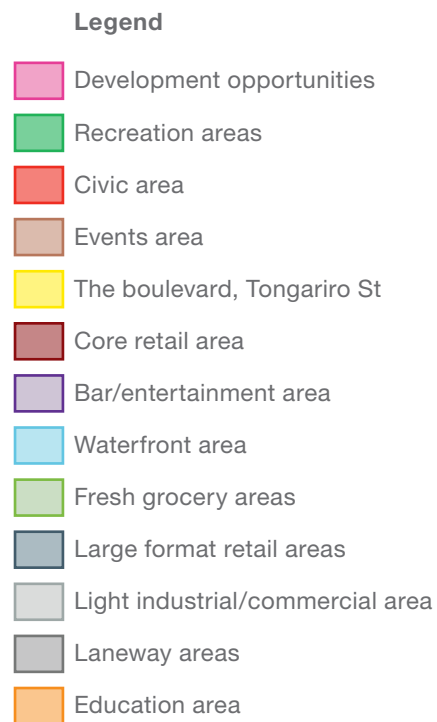 Legend
Development opportunities
Recreation areas
Civic area
Events area
The boulevard, Tongariro St
Core retail area
Bar/entertainment area
Waterfront area
Fresh grocery areas
Large format retail areas
Light industrial/commercial area
Laneway areas
Education area